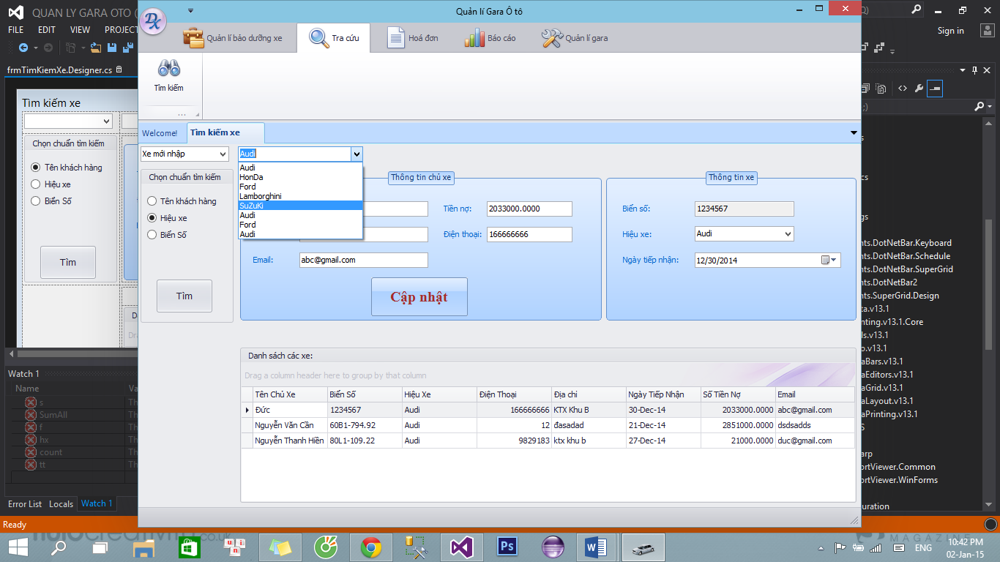 QUAN LY GARA OTO (
Quản lí Gara Ô tô
FILE EDIT VIEW PROJECT
Sign in
Quản lí bảo dưỡng xe
Tra cứu
Hoá đơn
Báo cáo
Quản lí gara
frmTimKiemXe.Designer.cs
Tìm kiếm
Tìm kiếm xe
Chọn chuẩn tìm kiếm
Tên khách hàng
Hiệu xe
Biển Số
Tìm
Welcome!
Tìm kiếm xe
Xe mới nhập
Audi
Audi
HonDa
Ford
Lamborghini
SuZuKi
Audi
Ford
Audi
Chọn chuẩn tìm kiếm
Tên khách hàng
Hiệu xe
Biển Số
Tìm
Thông tin chủ xe
Tiền nợ: 2033000.0000
Điện thoại: 166666666
Email: abc@gmail.com
Cập nhật
Thông tin xe
Biển số: 1234567
Hiệu xe: Audi
Ngày tiếp nhận: 12/30/2014
Danh sách các xe:
Drag a column header here to group by that column
Tên Chủ Xe Biển Số Hiệu Xe Điện Thoại Địa chỉ Ngày Tiếp Nhận Số Tiền Nợ Email
Đức 1234567 Audi 166666666 KTX Khu B 30-Dec-14 2033000.0000 abc@gmail.com
Nguyễn Văn Cần 60B1-794.92 Audi 12 đasadad 21-Dec-14 2851000.0000 dsdsadds
Nguyễn Thanh Hiền 80L1-109.22 Audi 9829183 ktx khu b 27-Dec-14 21000.0000 duc@gmail.com
nts.DotNetBar.Keyboard
nts.DotNetBar.Schedule
nts.DotNetBar.SuperGrid
nts.DotNetBar2
nts.SuperGrid.Design
ta.v13.1
nting.v13.1.Core
ls.v13.1
o.v13.1
aBars.v13.1
aEditors.v13.1
aGrid.v13.1
aLayout.v13.1
aPrinting.v13.1
S
arp
ortViewer.Common
ortViewer.WinForms
uration
Watch 1
Name Va
s Th
SumAll Th
f Th
hx Th
count Th
tt Th
Error List Locals Watch 1
Ready
MAGAZINE
Ps
ENG
10:42 PM
02-Jan-15